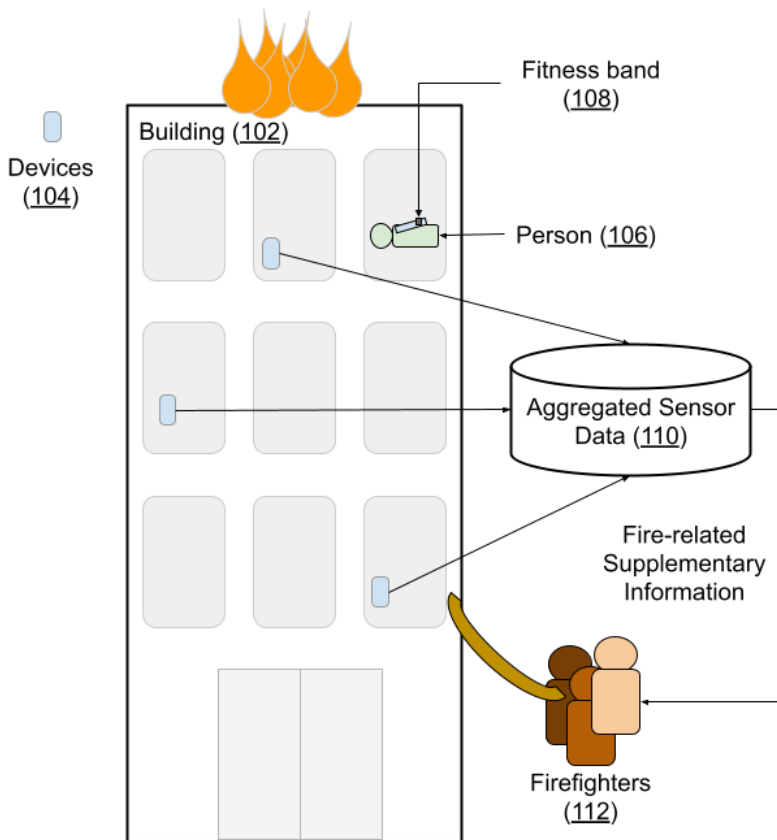 Fitness band
(108)
Building (102)
Devices
(104)
Person (106)
Aggregated Sensor
Data (110)
Fire-related
Supplementary
Information
Firefighters
(112)